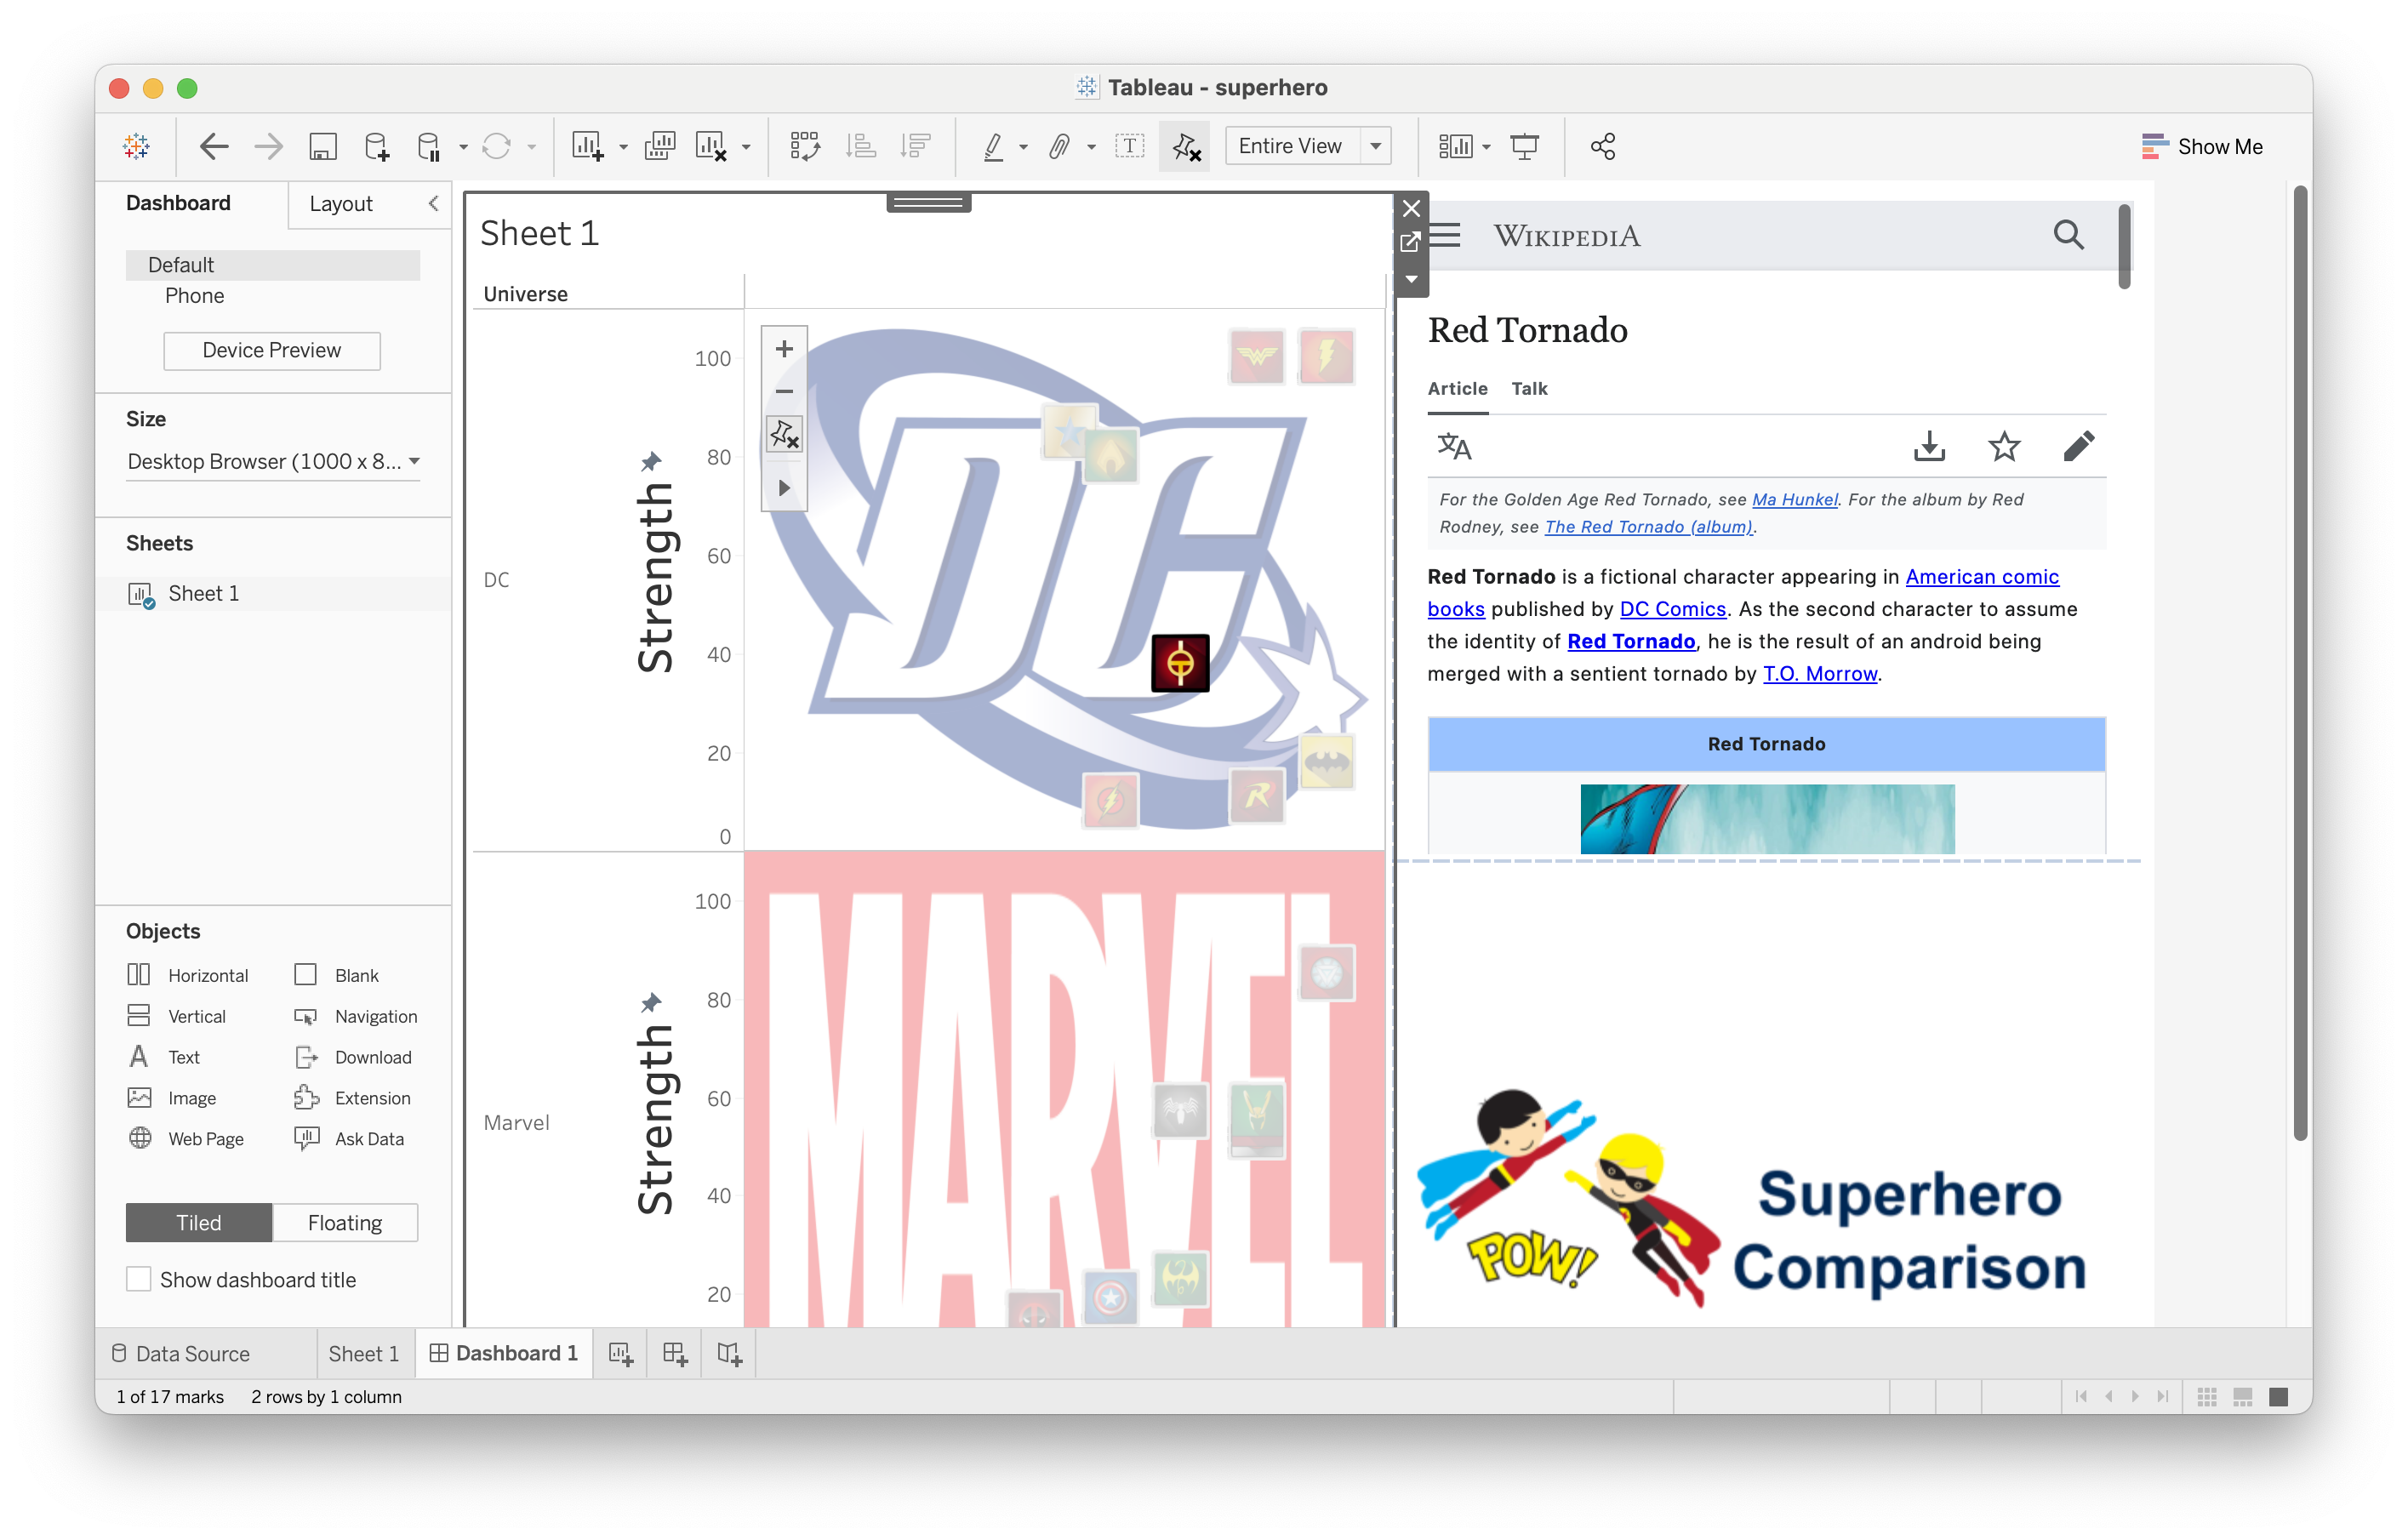 Tableau - superhero
Entire View
Show Me
Dashboard
Layout
Default
Phone
Device Preview
Size
Desktop Browser (1000 x 8...
Sheets
Sheet 1
Objects
Horizontal
Blank
Vertical
Navigation
Text
Download
Image
Extension
Web Page
Ask Data
Tiled
Floating
Show dashboard title
Sheet 1
Universe
DC
Strength
100
80
60
40
20
0
DC
Marvel
Strength
100
80
60
40
20
MARVEL
WIKIPEDIA
Red Tornado
Article
Talk
For the Golden Age Red Tornado, see Ma Hunkel. For the album by Red
Rodney, see The Red Tornado (album).
Red Tornado is a fictional character appearing in American comic
books published by DC Comics. As the second character to assume
the identity of Red Tornado, he is the result of an android being
merged with a sentient tornado by T.O. Morrow.
Red Tornado
POW!
Superhero
Comparison
Data Source
Sheet 1
Dashboard 1
1 of 17 marks
2 rows by 1 column